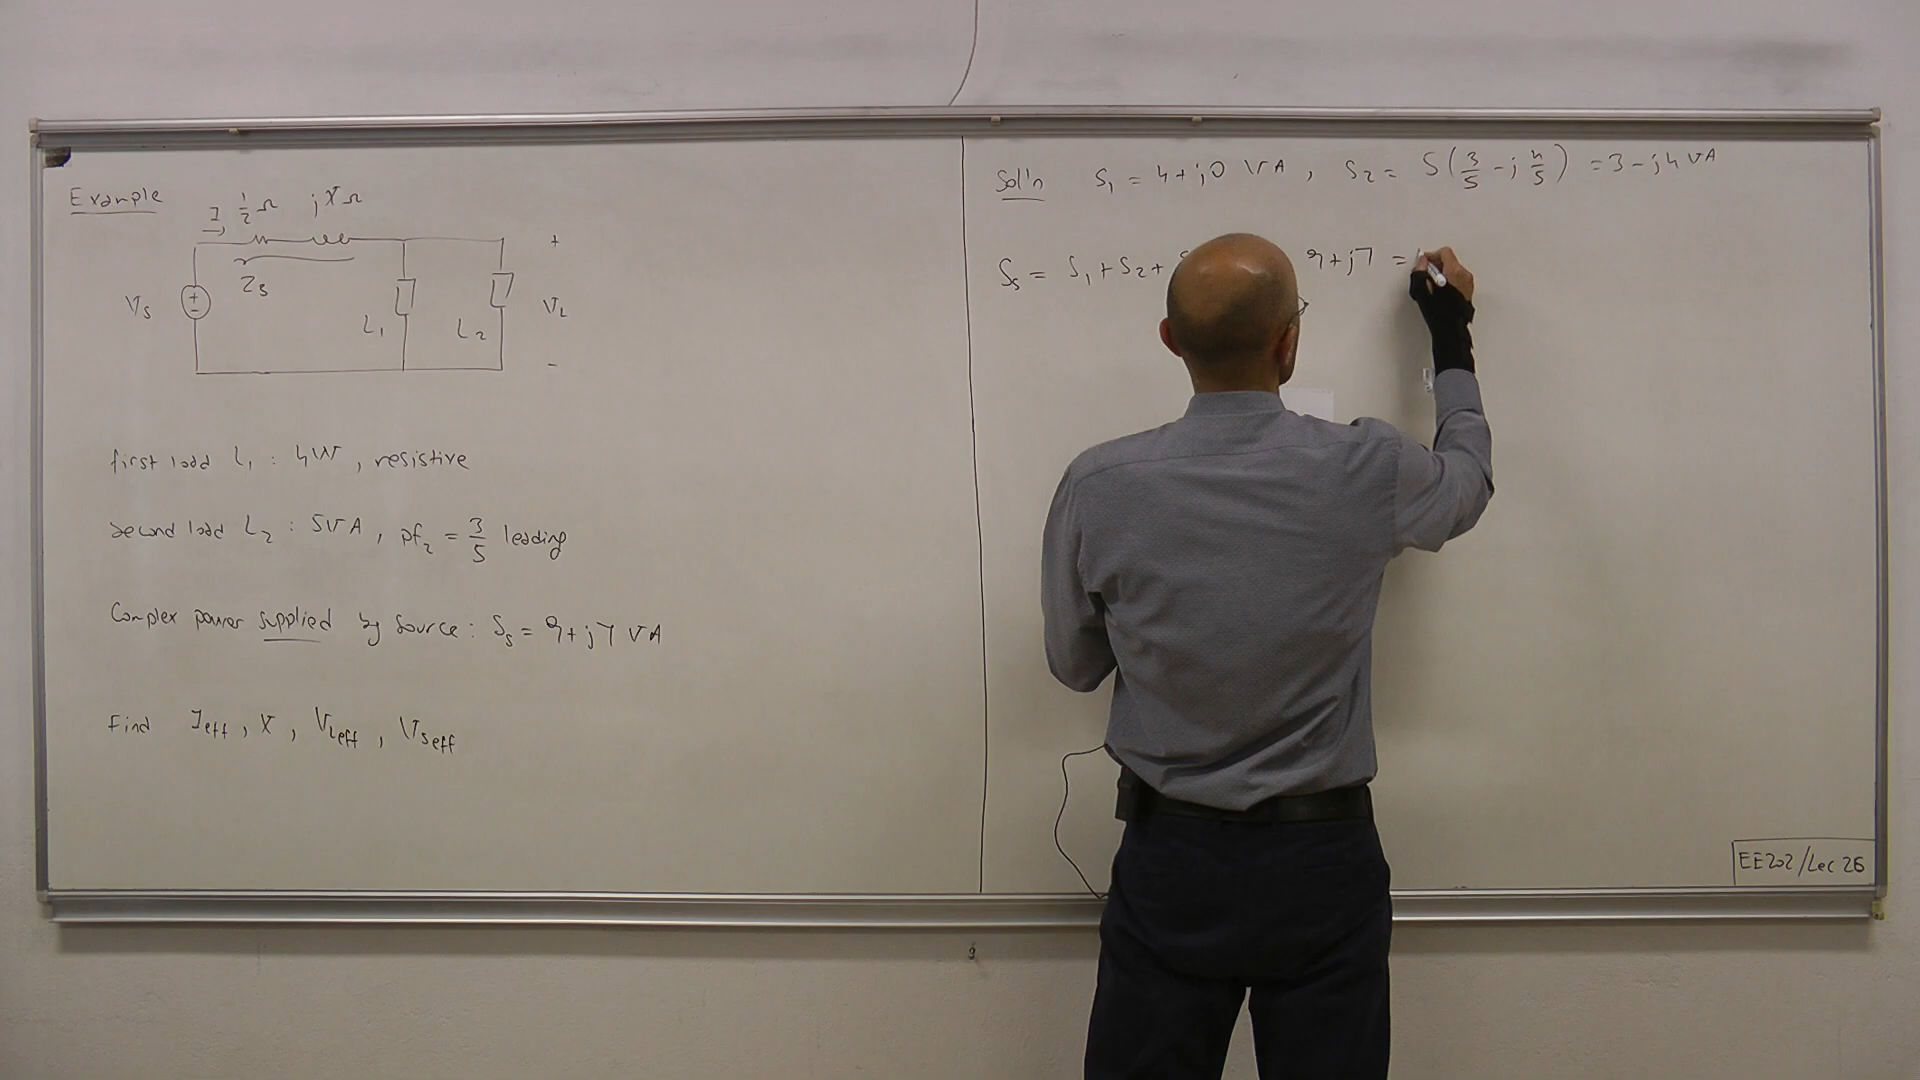 Example
I 1/2 Ω jXΩ
Zs
+
Vs + - L1 L2 VL
-
first load L1 : 4W, resistive
second load L2 : 5VA, pf2 = 3/5 leading
Complex power supplied by source : Ss = 9+j7 VA
Find Ieff, X, VLeff, Vseff
Sol'n S1 = 4+j0 VA, S2 = 5(3/5 - j 4/5) = 3-j4 VA
Ss = S1+S2+ 9+j7 =
EE202/Lec 26